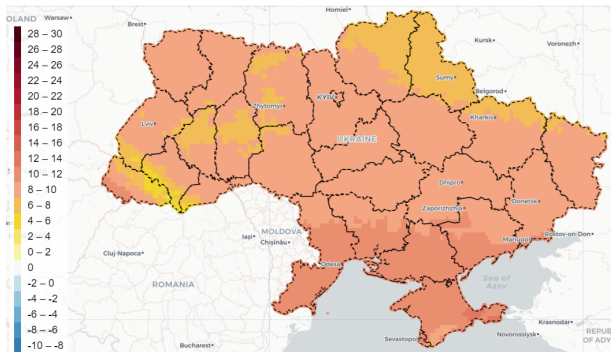 OLAND
Warsaw
Brest
Homiel
Kursk
Voronezh
28 – 30
26 – 28
24 – 26
22 – 24
20 – 22
18 – 20
16 – 18
14 – 16
12 – 14
10 – 12
8 – 10
6 – 8
4 – 6
2 – 4
0 – 2
0
-2 – 0
-4 – -2
-6 – -4
-8 – -6
-10 – -8
Sumy
Belgorod
Zhytomyr
KYIV
Kharkiv
Lviv
UKRAINE
Dnipro
Zaporizhzhia
Donetsk
MOLDOVA
Iași
Chișinău
Mariupol
Rostov-on-Don
Cluj-Napoca
Odesa
ROMANIA
Sea of
Azov
Krasnodar
Sevastopol
Novorossiysk
REPUB
OF ADY
Bucharest